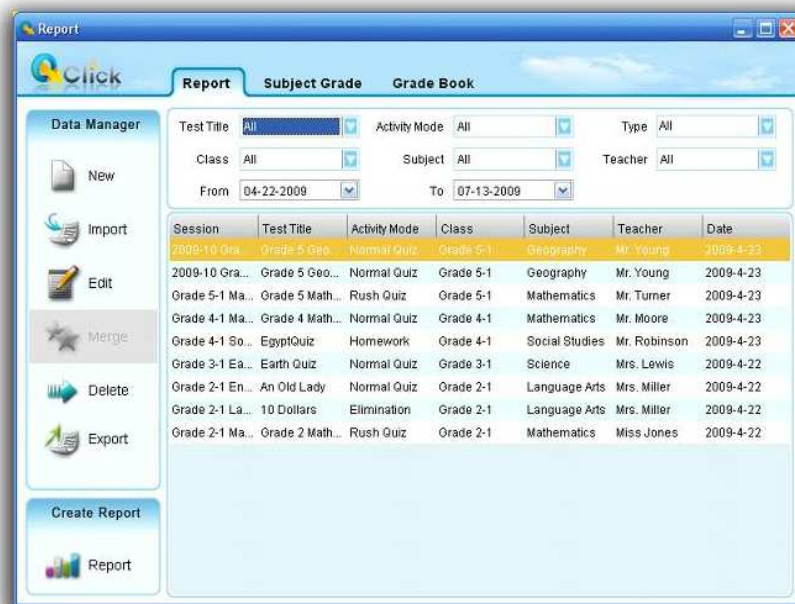 Report
QClick
Report Subject Grade Grade Book
Data Manager
New
Import
Edit
Merge
Delete
Export
Create Report
Report
Test Title All Activity Mode All Type All
Class All Subject All Teacher All
From 04-22-2009 To 07-13-2009
Session Test Title Activity Mode Class Subject Teacher Date
2009-10 Gra... Grade 5 Geo... Normal Quiz Grade 5-1 Geography Mr. Young 2009-4-23
2009-10 Gra... Grade 5 Geo... Normal Quiz Grade 5-1 Geography Mr. Young 2009-4-23
Grade 5-1 Ma... Grade 5 Math... Rush Quiz Grade 5-1 Mathematics Mr. Turner 2009-4-23
Grade 4-1 Ma... Grade 4 Math... Normal Quiz Grade 4-1 Mathematics Mr. Moore 2009-4-23
Grade 4-1 So... EgyptQuiz Homework Grade 4-1 Social Studies Mr. Robinson 2009-4-23
Grade 3-1 Ea... Earth Quiz Normal Quiz Grade 3-1 Science Mrs. Lewis 2009-4-22
Grade 2-1 En... An Old Lady Normal Quiz Grade 2-1 Language Arts Mrs. Miller 2009-4-22
Grade 2-1 La... 10 Dollars Elimination Grade 2-1 Language Arts Mrs. Miller 2009-4-22
Grade 2-1 Ma... Grade 2 Math... Rush Quiz Grade 2-1 Mathematics Miss Jones 2009-4-22